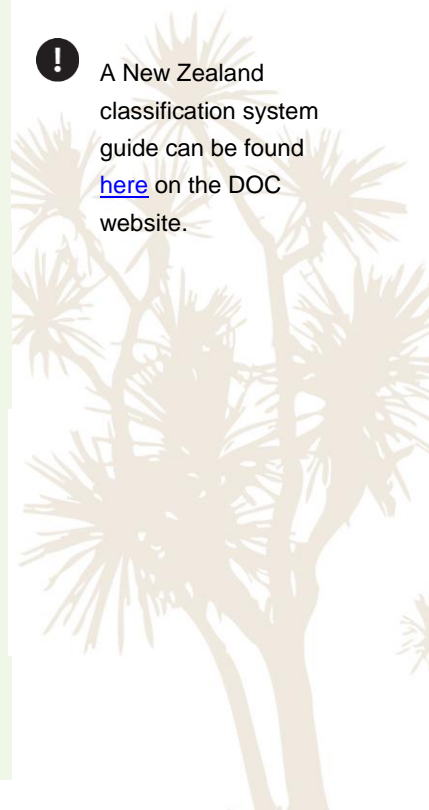 !
A New Zealand
classification system
guide can be found
here on the DOC
website.